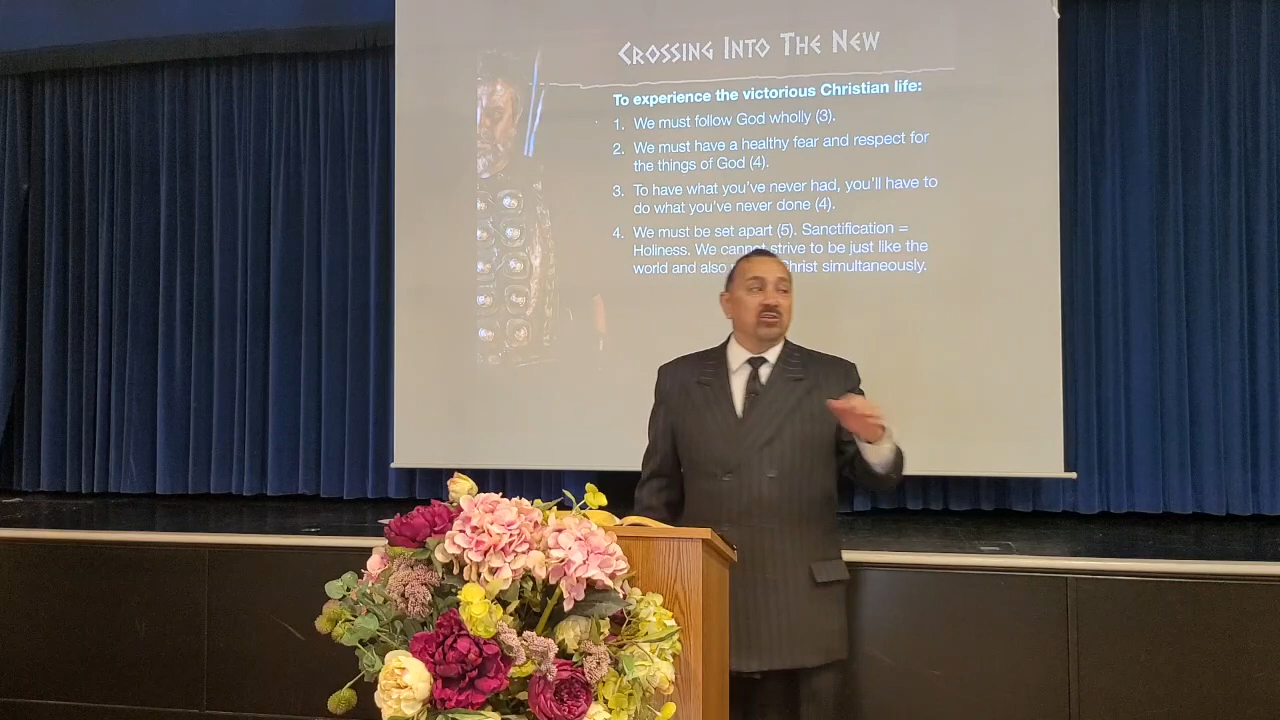 Crossing Into The New
To experience the victorious Christian life:
1. We must follow God wholly (3).
2. We must have a healthy fear and respect for
the things of God (4).
3. To have what you've never had, you'll have to
do what you've never done (4).
4. We must be set apart (5). Sanctification =
Holiness. We cannot strive to be just like the
world and also Christ simultaneously.